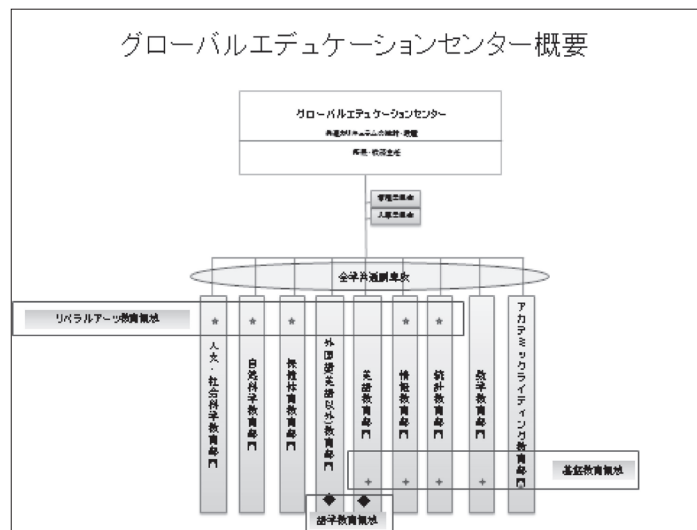 グローバルエデュケーションセンター概要
グローバルエデュケーションセンター
所長・教務主任
管理委員会
人事委員会
全学共通副専攻
リベラルアーツ教育領域
人文・社会科学教育部門
自然科学教育部門
保健体育教育部門
外国語(英語以外)教育部門
英語教育部門
情報教育部門
統計教育部門
数学教育部門
アカデミックライティング教育部門
基盤教育領域
語学教育領域